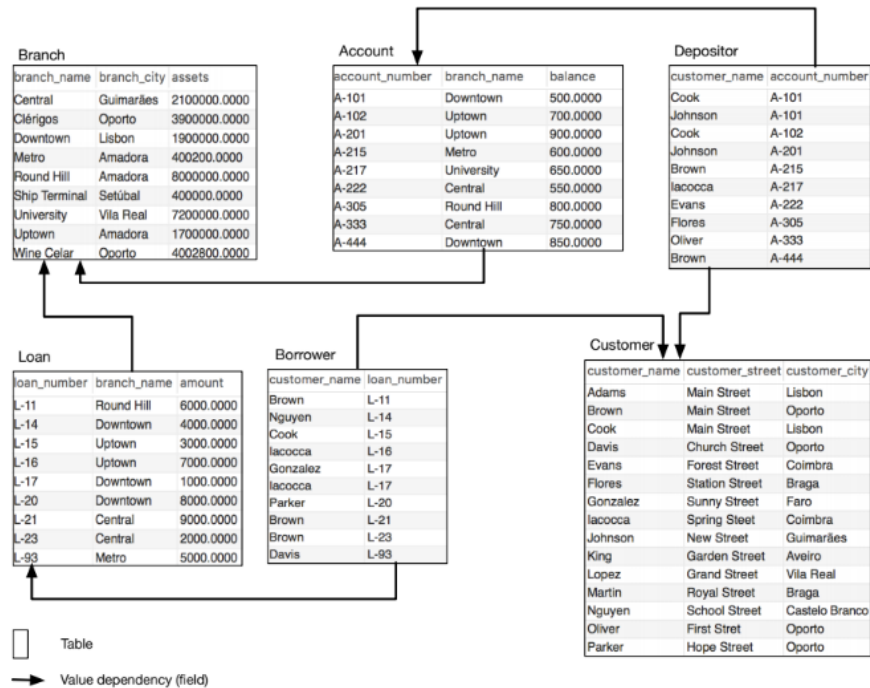 Branch
branch_name branch_city assets
Central Guimarães 2100000.0000
Clérigos Oporto 3900000.0000
Downtown Lisbon 1900000.0000
Metro Amadora 400200.0000
Round Hill Amadora 8000000.0000
Ship Terminal Setúbal 400000.0000
University Vila Real 7200000.0000
Uptown Amadora 1700000.0000
Wine Celar Oporto 4002800.0000
Account
account_number branch_name balance
A-101 Downtown 500.0000
A-102 Uptown 700.0000
A-201 Uptown 900.0000
A-215 Metro 600.0000
A-217 University 650.0000
A-222 Central 550.0000
A-305 Round Hill 800.0000
A-333 Central 750.0000
A-444 Downtown 850.0000
Depositor
customer_name account_number
Cook A-101
Johnson A-101
Cook A-102
Johnson A-201
Brown A-215
Iacocca A-217
Evans A-222
Flores A-305
Oliver A-333
Brown A-444
Loan
loan_number branch_name amount
L-11 Round Hill 6000.0000
L-14 Downtown 4000.0000
L-15 Uptown 3000.0000
L-16 Uptown 7000.0000
L-17 Downtown 1000.0000
L-20 Downtown 8000.0000
L-21 Central 9000.0000
L-23 Central 2000.0000
L-93 Metro 5000.0000
Borrower
customer_name loan_number
Brown L-11
Nguyen L-14
Cook L-15
Iacocca L-16
Gonzalez L-17
Iacocca L-17
Parker L-20
Brown L-21
Brown L-23
Davis L-93
Customer
customer_name customer_street customer_city
Adams Main Street Lisbon
Brown Main Street Oporto
Cook Main Street Lisbon
Davis Church Street Oporto
Evans Forest Street Coimbra
Flores Station Street Braga
Gonzalez Sunny Street Faro
Iacocca Spring Steet Coimbra
Johnson New Street Guimarães
King Garden Street Aveiro
Lopez Grand Street Vila Real
Martin Royal Street Braga
Nguyen School Street Castelo Branco
Oliver First Stret Oporto
Parker Hope Street Oporto
Table
Value dependency (field)